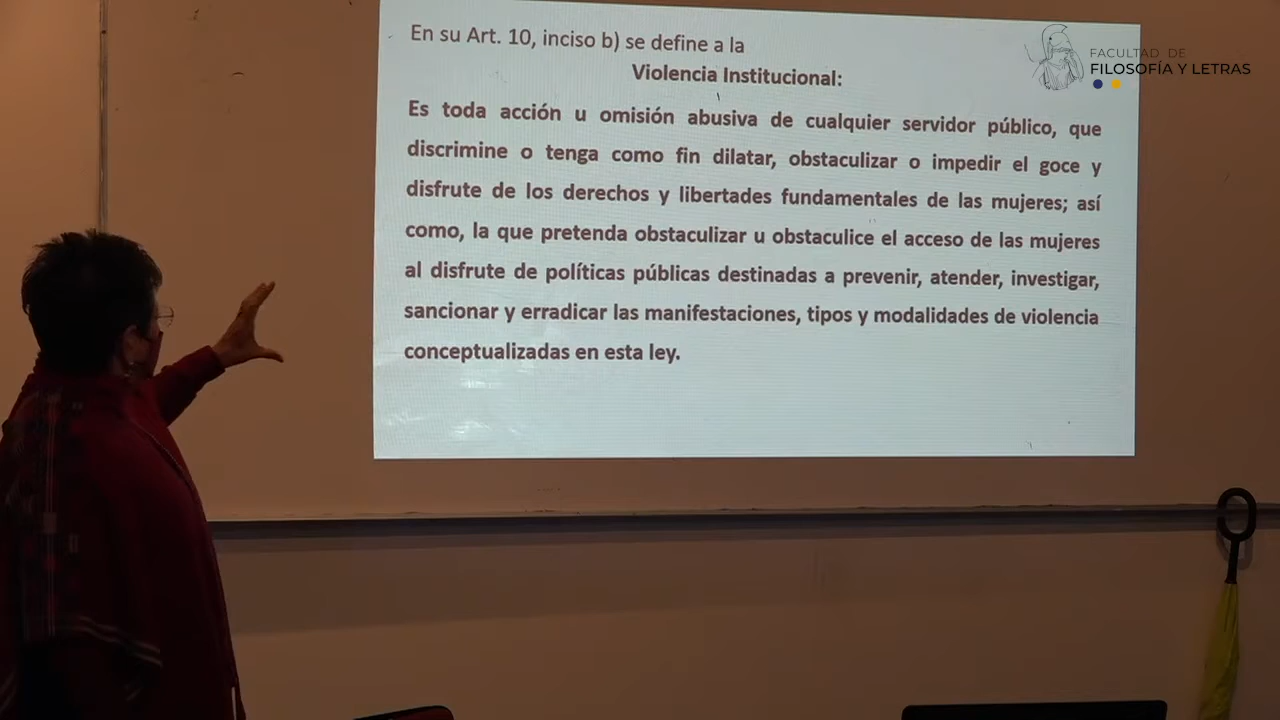 En su Art. 10, inciso b) se define a la
Violencia Institucional:
Es toda acción u omisión abusiva de cualquier servidor público, que
discrimine o tenga como fin dilatar, obstaculizar o impedir el goce y
disfrute de los derechos y libertades fundamentales de las mujeres; así
como, la que pretenda obstaculizar u obstaculice el acceso de las mujeres
al disfrute de políticas públicas destinadas a prevenir, atender, investigar,
sancionar y erradicar las manifestaciones, tipos y modalidades de violencia
conceptualizadas en esta ley.
FACULTAD DE
FILOSOFÍA Y LETRAS